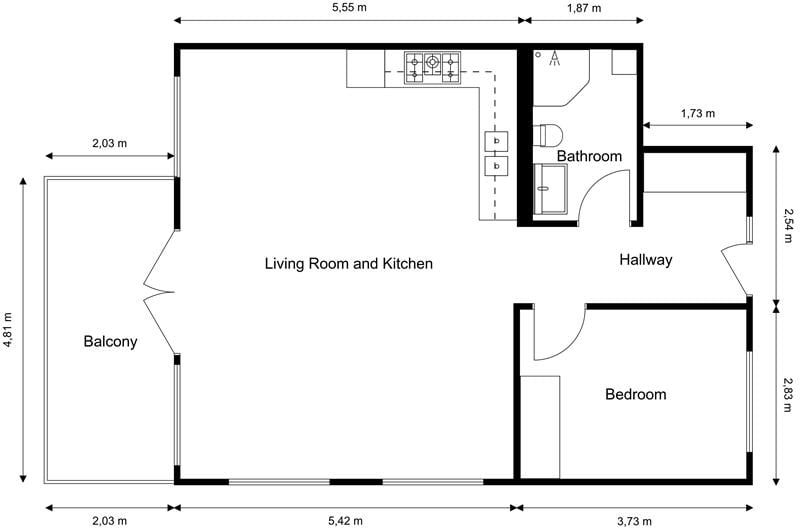 5,55 m
1,87 m
1,73 m
2,03 m
Bathroom
2,54 m
Living Room and Kitchen
Hallway
4,81 m
Balcony
Bedroom
2,83 m
2,03 m
5,42 m
3,73 m